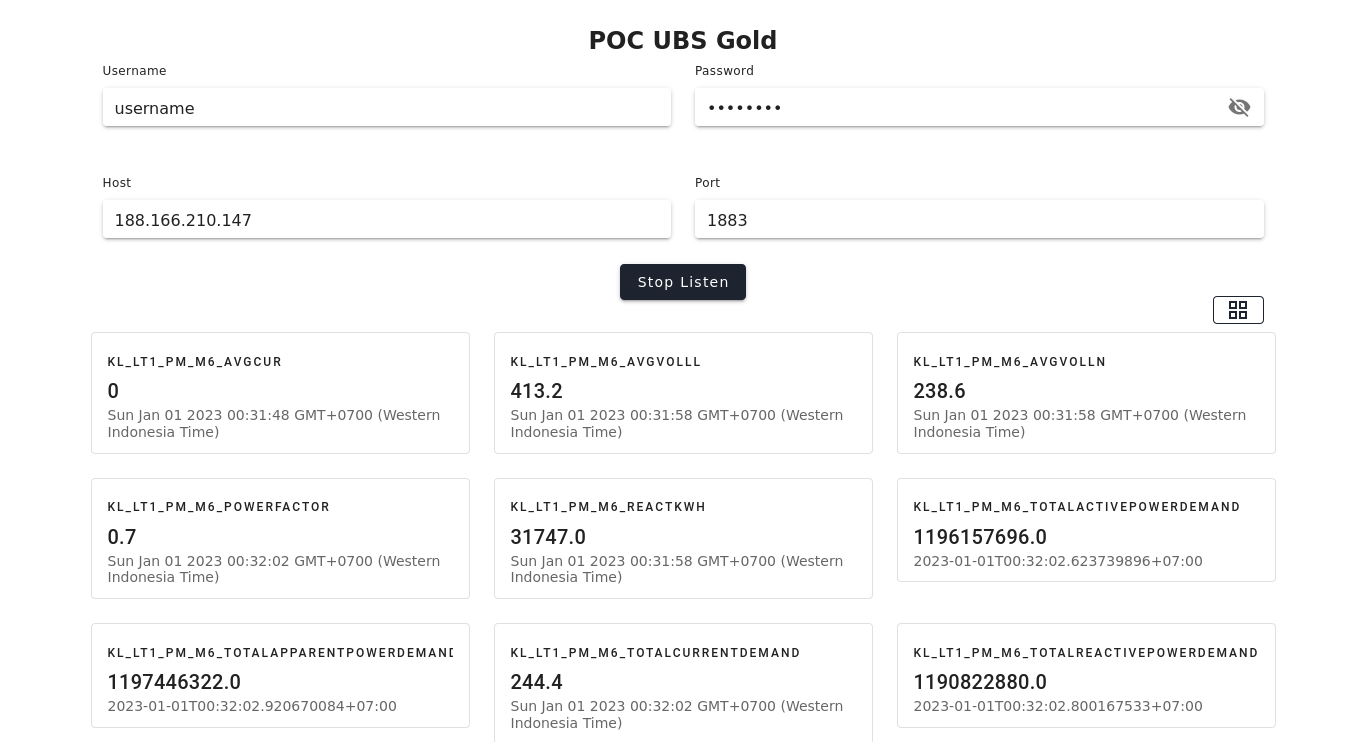 POC UBS Gold
Username
Password
username
••••••••
Host
Port
188.166.210.147
1883
Stop Listen
KL_LT1_PM_M6_AVGCUR
0
Sun Jan 01 2023 00:31:48 GMT+0700 (Western
Indonesia Time)
KL_LT1_PM_M6_AVGVOLLL
413.2
Sun Jan 01 2023 00:31:58 GMT+0700 (Western
Indonesia Time)
KL_LT1_PM_M6_AVGVOLLN
238.6
Sun Jan 01 2023 00:31:58 GMT+0700 (Western
Indonesia Time)
KL_LT1_PM_M6_POWERFACTOR
0.7
Sun Jan 01 2023 00:32:02 GMT+0700 (Western
Indonesia Time)
KL_LT1_PM_M6_REACTKWH
31747.0
Sun Jan 01 2023 00:31:58 GMT+0700 (Western
Indonesia Time)
KL_LT1_PM_M6_TOTALACTIVEPOWERDEMAND
1196157696.0
2023-01-01T00:32:02.623739896+07:00
KL_LT1_PM_M6_TOTALAPPARENTPOWERDEMAND
1197446322.0
2023-01-01T00:32:02.920670084+07:00
KL_LT1_PM_M6_TOTALCURRENTDEMAND
244.4
Sun Jan 01 2023 00:32:02 GMT+0700 (Western
Indonesia Time)
KL_LT1_PM_M6_TOTALREACTIVEPOWERDEMAND
1190822880.0
2023-01-01T00:32:02.800167533+07:00